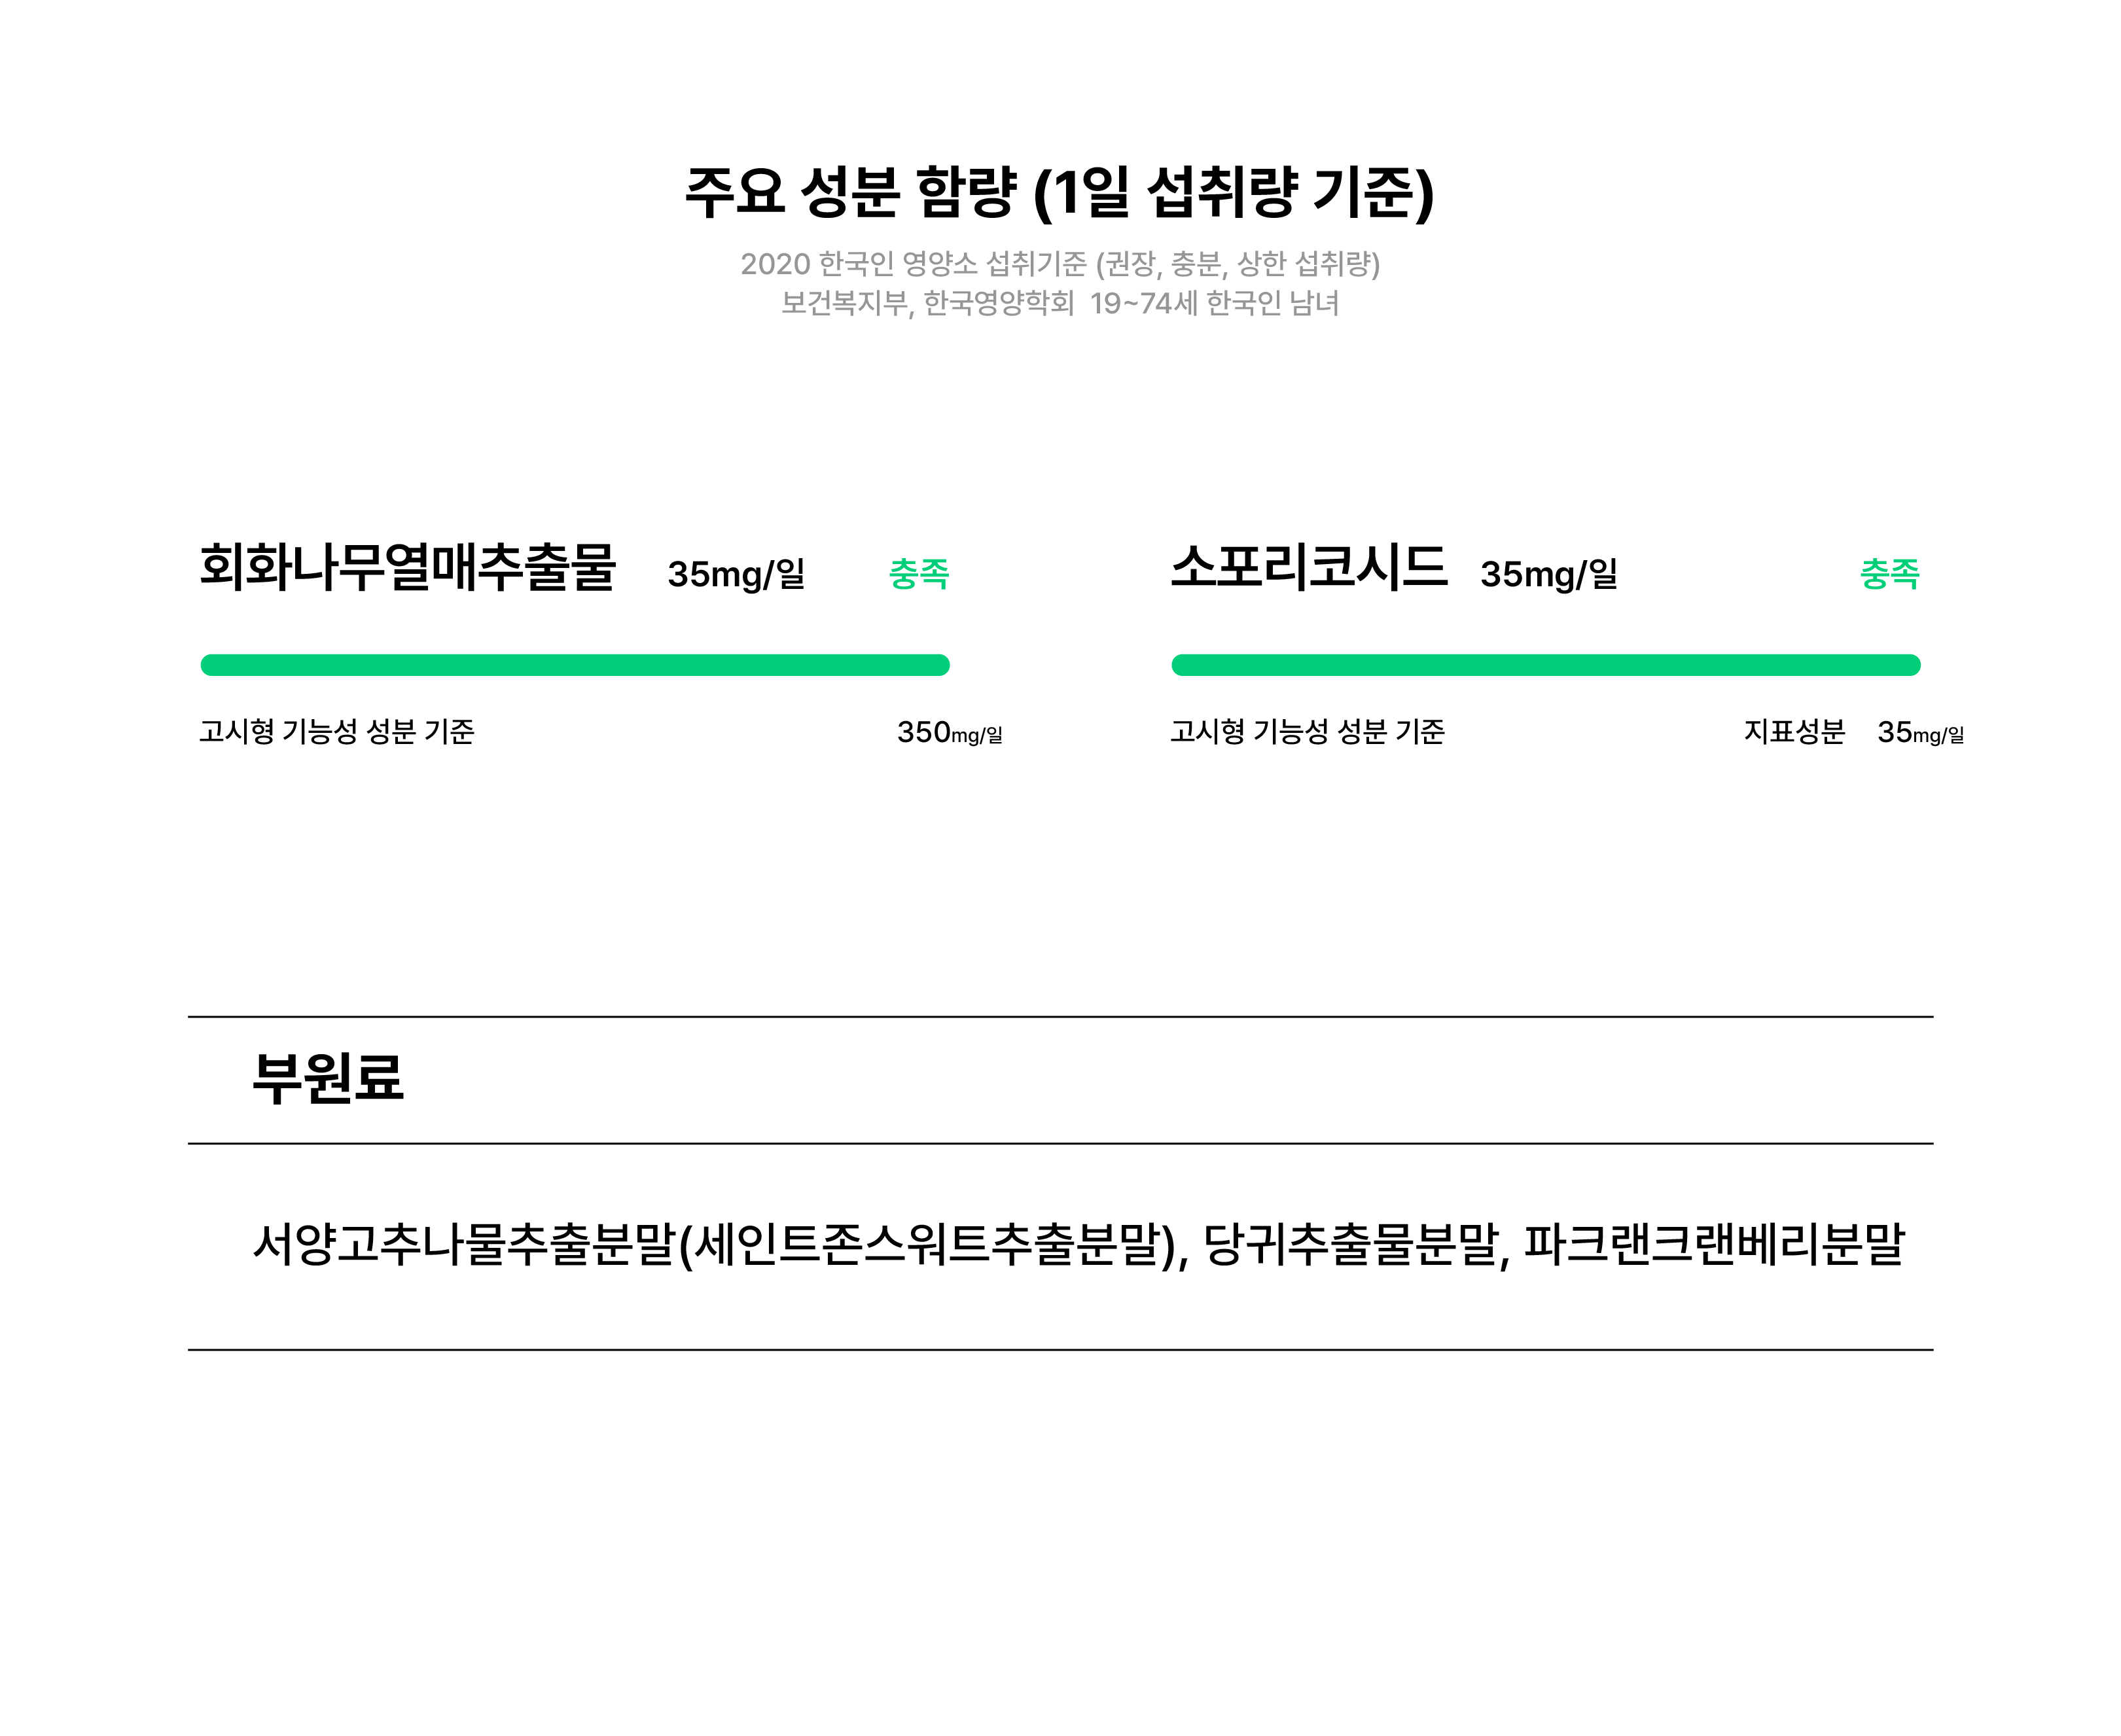 주요 성분 함량 (1일 섭취량 기준)
2020 한국인 영양소 섭취기준 (권장, 충분, 상한 섭취량)
보건복지부, 한국영양학회 19~74세 한국인 남녀
회화나무열매추출물 35mg/일 충족
고시형 기능성 성분 기준 350mg/일
소포리코시드 35mg/일 충족
고시형 기능성 성분 기준 지표성분 35mg/일
부원료
서양고추나물추출분말(세인트존스워트추출분말), 당귀추출물분말, 파크랜크랜베리분말